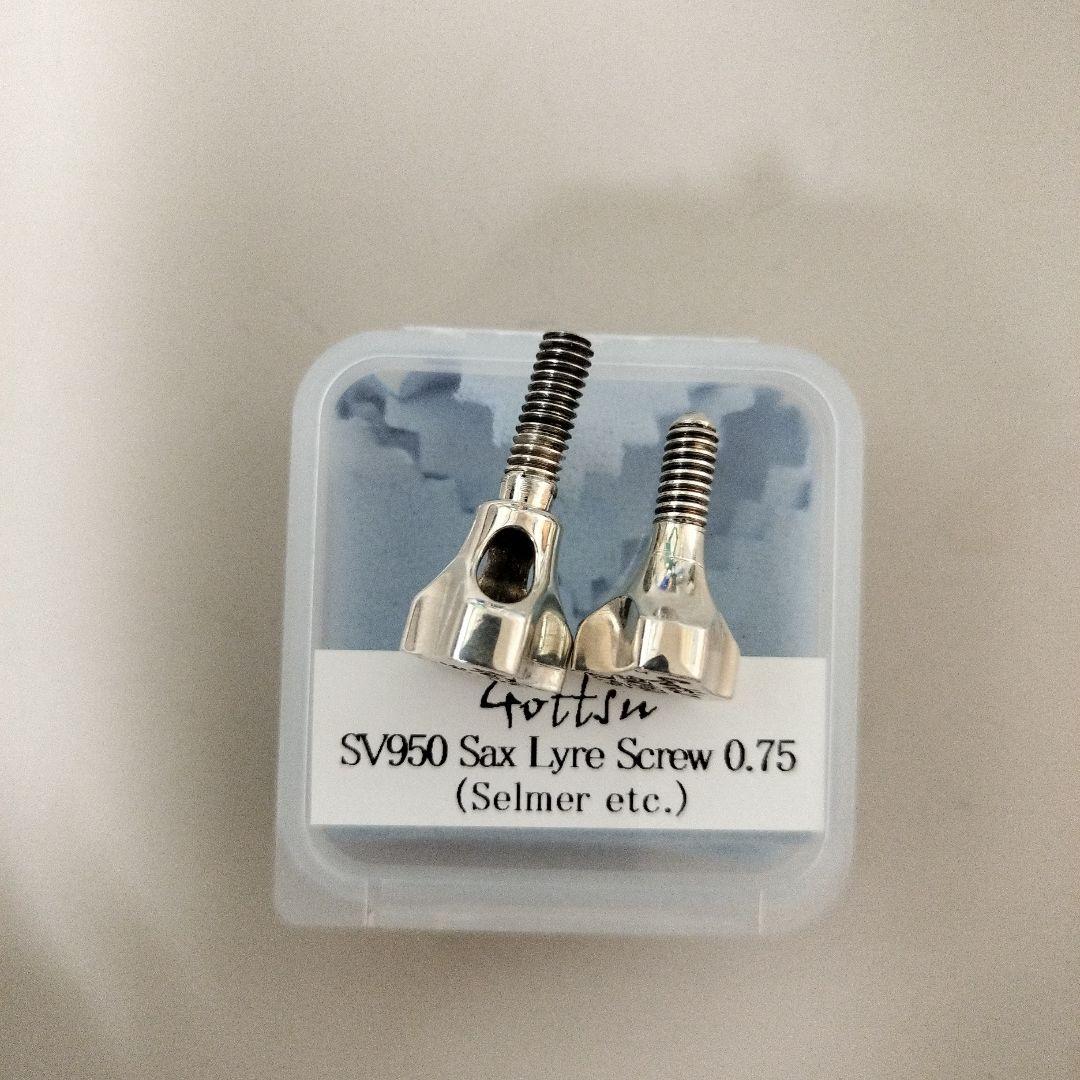 Gottsu
SV950 Sax Lyre Screw 0.75
(Selmer etc.)